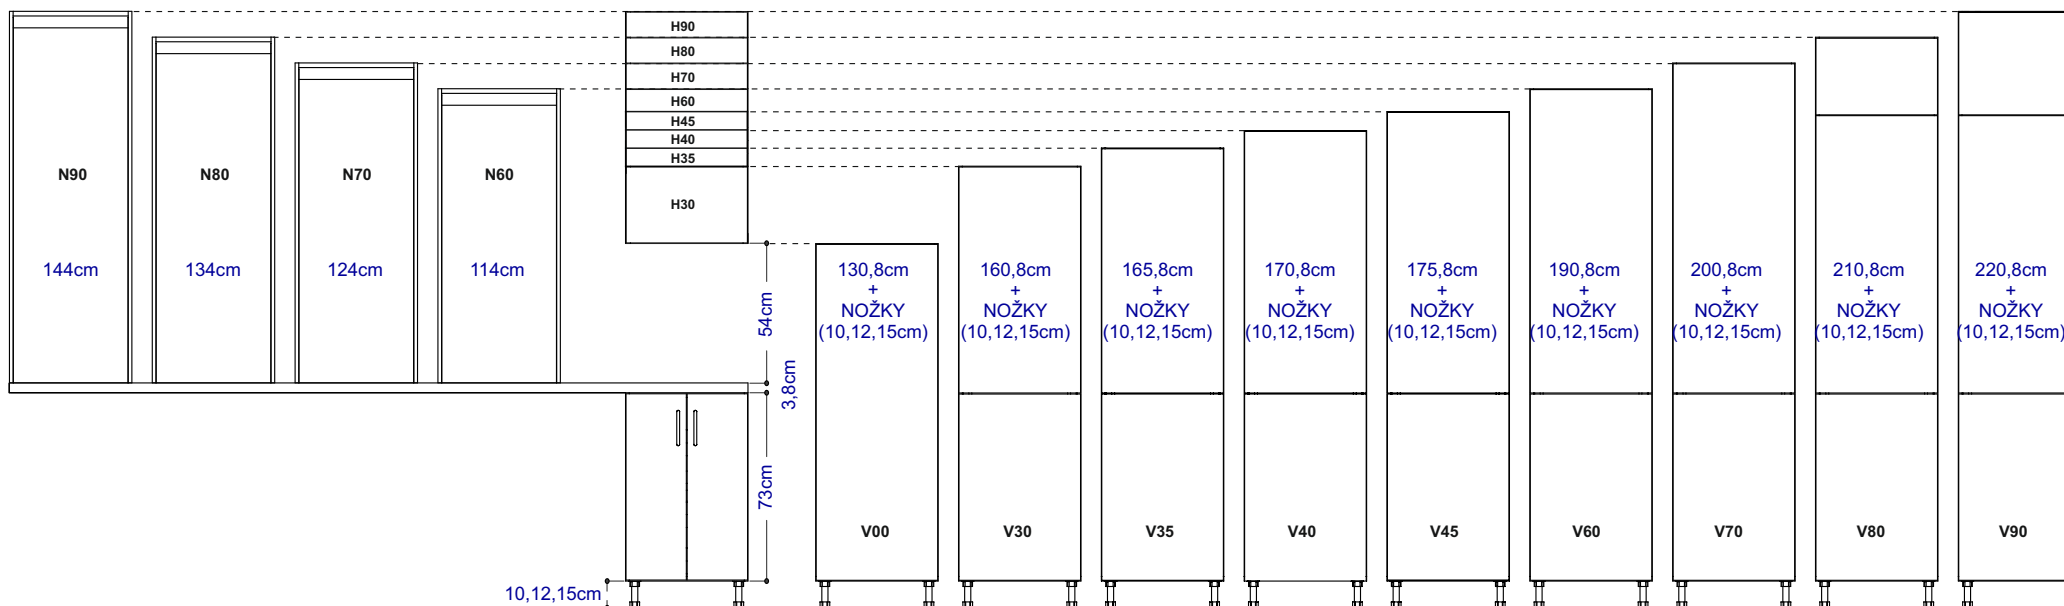 H90
H80
H70
H60
H45
H40
H35
H30
N90
N80
N70
N60
144cm
134cm
124cm
114cm
54cm
3,8cm
73cm
10,12,15cm
130,8cm
+
NOŽKY
(10,12,15cm)
V00
160,8cm
+
NOŽKY
(10,12,15cm)
V30
165,8cm
+
NOŽKY
(10,12,15cm)
V35
170,8cm
+
NOŽKY
(10,12,15cm)
V40
175,8cm
+
NOŽKY
(10,12,15cm)
V45
190,8cm
+
NOŽKY
(10,12,15cm)
V60
200,8cm
+
NOŽKY
(10,12,15cm)
V70
210,8cm
+
NOŽKY
(10,12,15cm)
V80
220,8cm
+
NOŽKY
(10,12,15cm)
V90